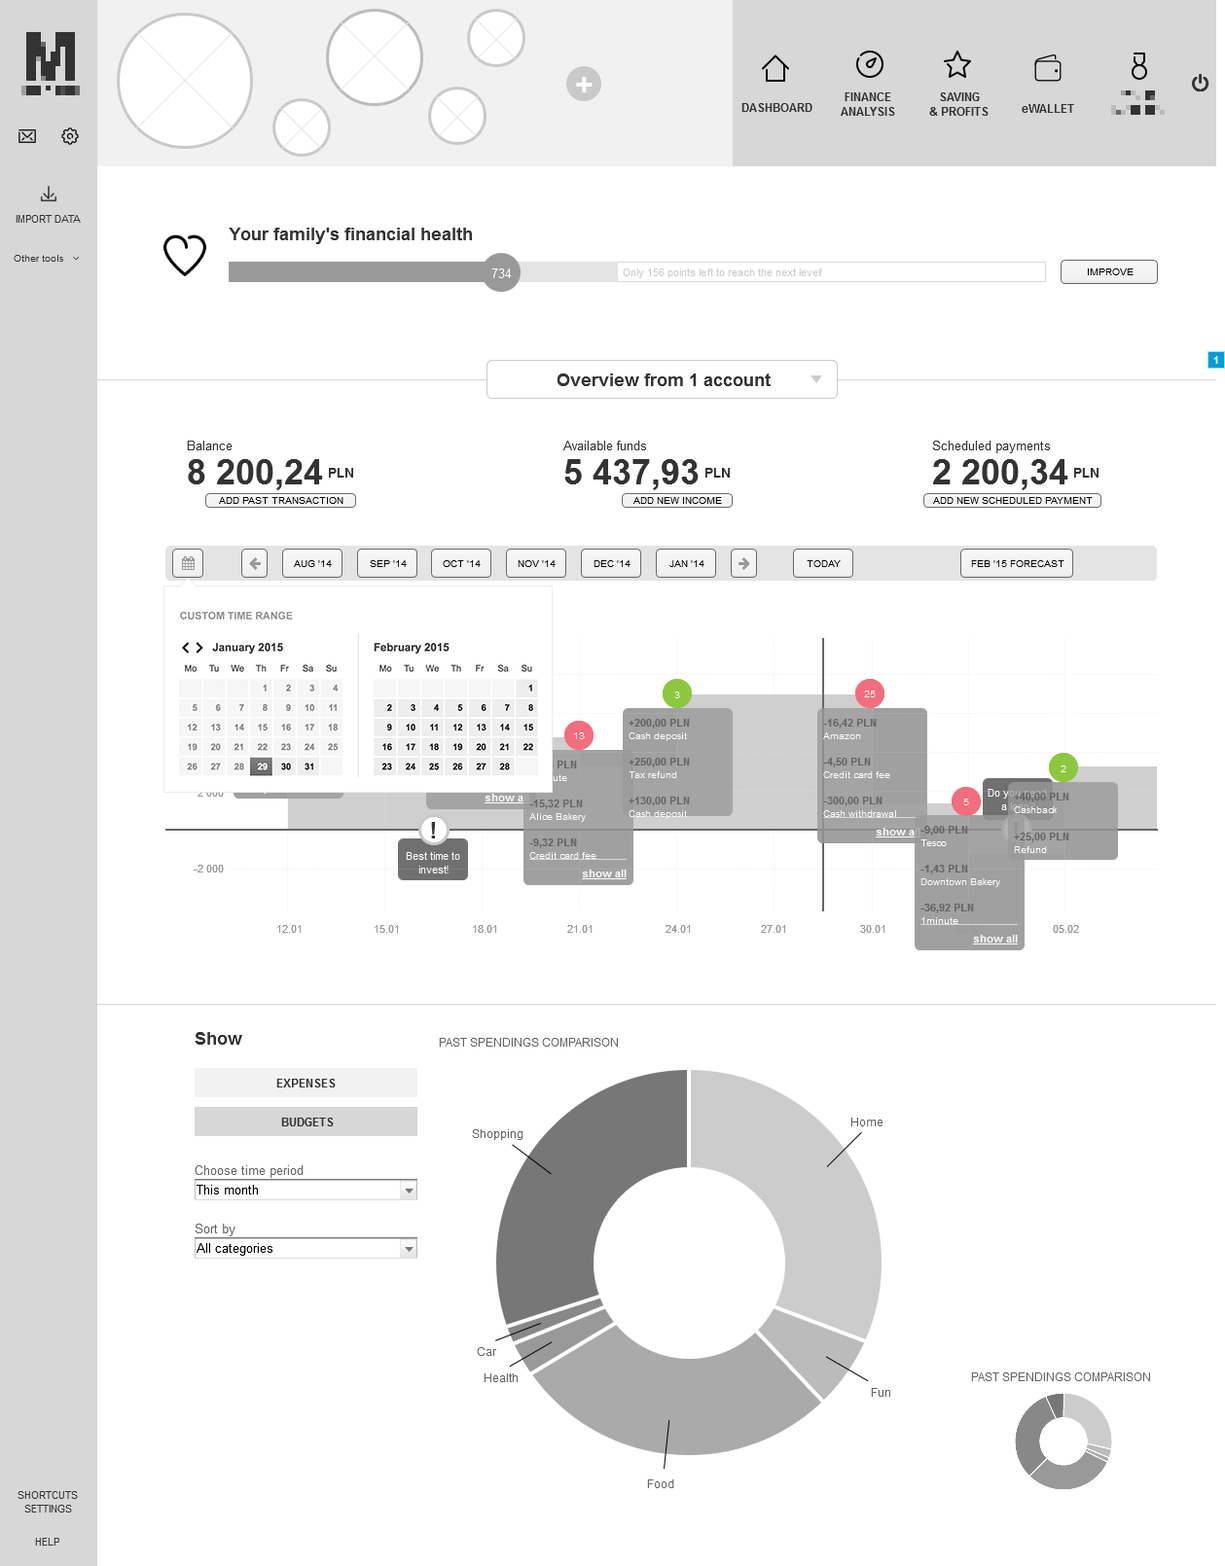 M
DASHBOARD
FINANCE
ANALYSIS
SAVING
& PROFITS
eWALLET
IMPORT DATA
Other tools
Your family's financial health
734
Only 156 points left to reach the next level!
IMPROVE
1
Overview from 1 account
Balance
8 200,24 PLN
ADD PAST TRANSACTION
Available funds
5 437,93 PLN
ADD NEW INCOME
Scheduled payments
2 200,34 PLN
ADD NEW SCHEDULED PAYMENT
AUG '14
SEP '14
OCT '14
NOV '14
DEC '14
JAN '14
TODAY
FEB '15 FORECAST
CUSTOM TIME RANGE
January 2015
Mo Tu We Th Fr Sa Su
1 2 3 4
5 6 7 8 9 10 11
12 13 14 15 16 17 18
19 20 21 22 23 24 25
26 27 28 29 30 31
February 2015
Mo Tu We Th Fr Sa Su
1
2 3 4 5 6 7 8
9 10 11 12 13 14 15
16 17 18 19 20 21 22
23 24 25 26 27 28
2 000
-2 000
show a
!
Best time to
invest!
13
PLN
ute
-15,32 PLN
Alice Bakery
-9,32 PLN
Credit card fee
show all
3
+200,00 PLN
Cash deposit
+250,00 PLN
Tax refund
+130,00 PLN
Cash deposit
25
-16,42 PLN
Amazon
-4,50 PLN
Credit card fee
-300,00 PLN
Cash withdrawal
show a
5
-9,00 PLN
Tesco
-1,43 PLN
Downtown Bakery
-36,92 PLN
1minute
show all
Do you need
a
2
+40,00 PLN
Cashback
+25,00 PLN
Refund
12.01
15.01
18.01
21.01
24.01
27.01
30.01
05.02
Show
EXPENSES
BUDGETS
Choose time period
This month
Sort by
All categories
PAST SPENDINGS COMPARISON
Shopping
Home
Car
Health
Fun
Food
PAST SPENDINGS COMPARISON
SHORTCUTS
SETTINGS
HELP